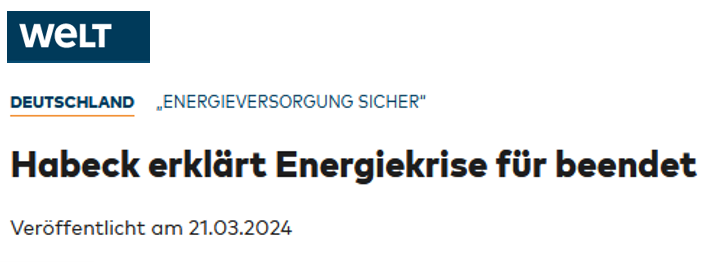 WELT
DEUTSCHLAND „ENERGIEVERSORGUNG SICHER“
Habeck erklärt Energiekrise für beendet
Veröffentlicht am 21.03.2024